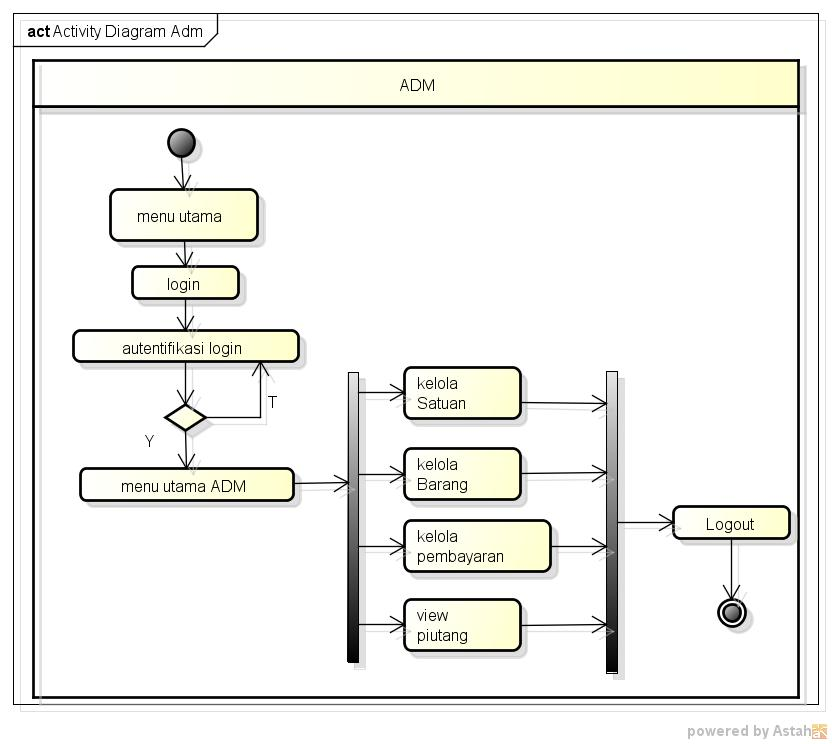 act Activity Diagram Adm
ADM
menu utama
login
autentifikasi login
T
Y
menu utama ADM
kelola
Satuan
kelola
Barang
kelola
pembayaran
view
piutang
Logout
powered by Astah